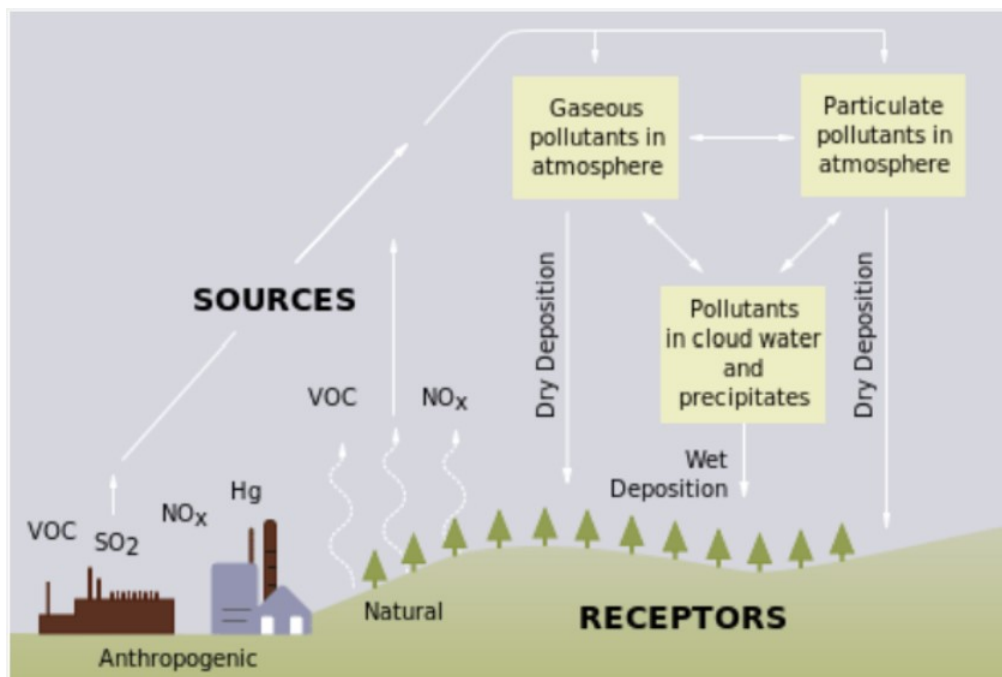 Gaseous
pollutants in
atmosphere
Particulate
pollutants in
atmosphere
SOURCES
Dry Deposition
Pollutants
in cloud water
and
precipitates
Dry Deposition
VOC
NOx
Wet
Deposition
VOC
SO2
NOx
Hg
Natural
RECEPTORS
Anthropogenic